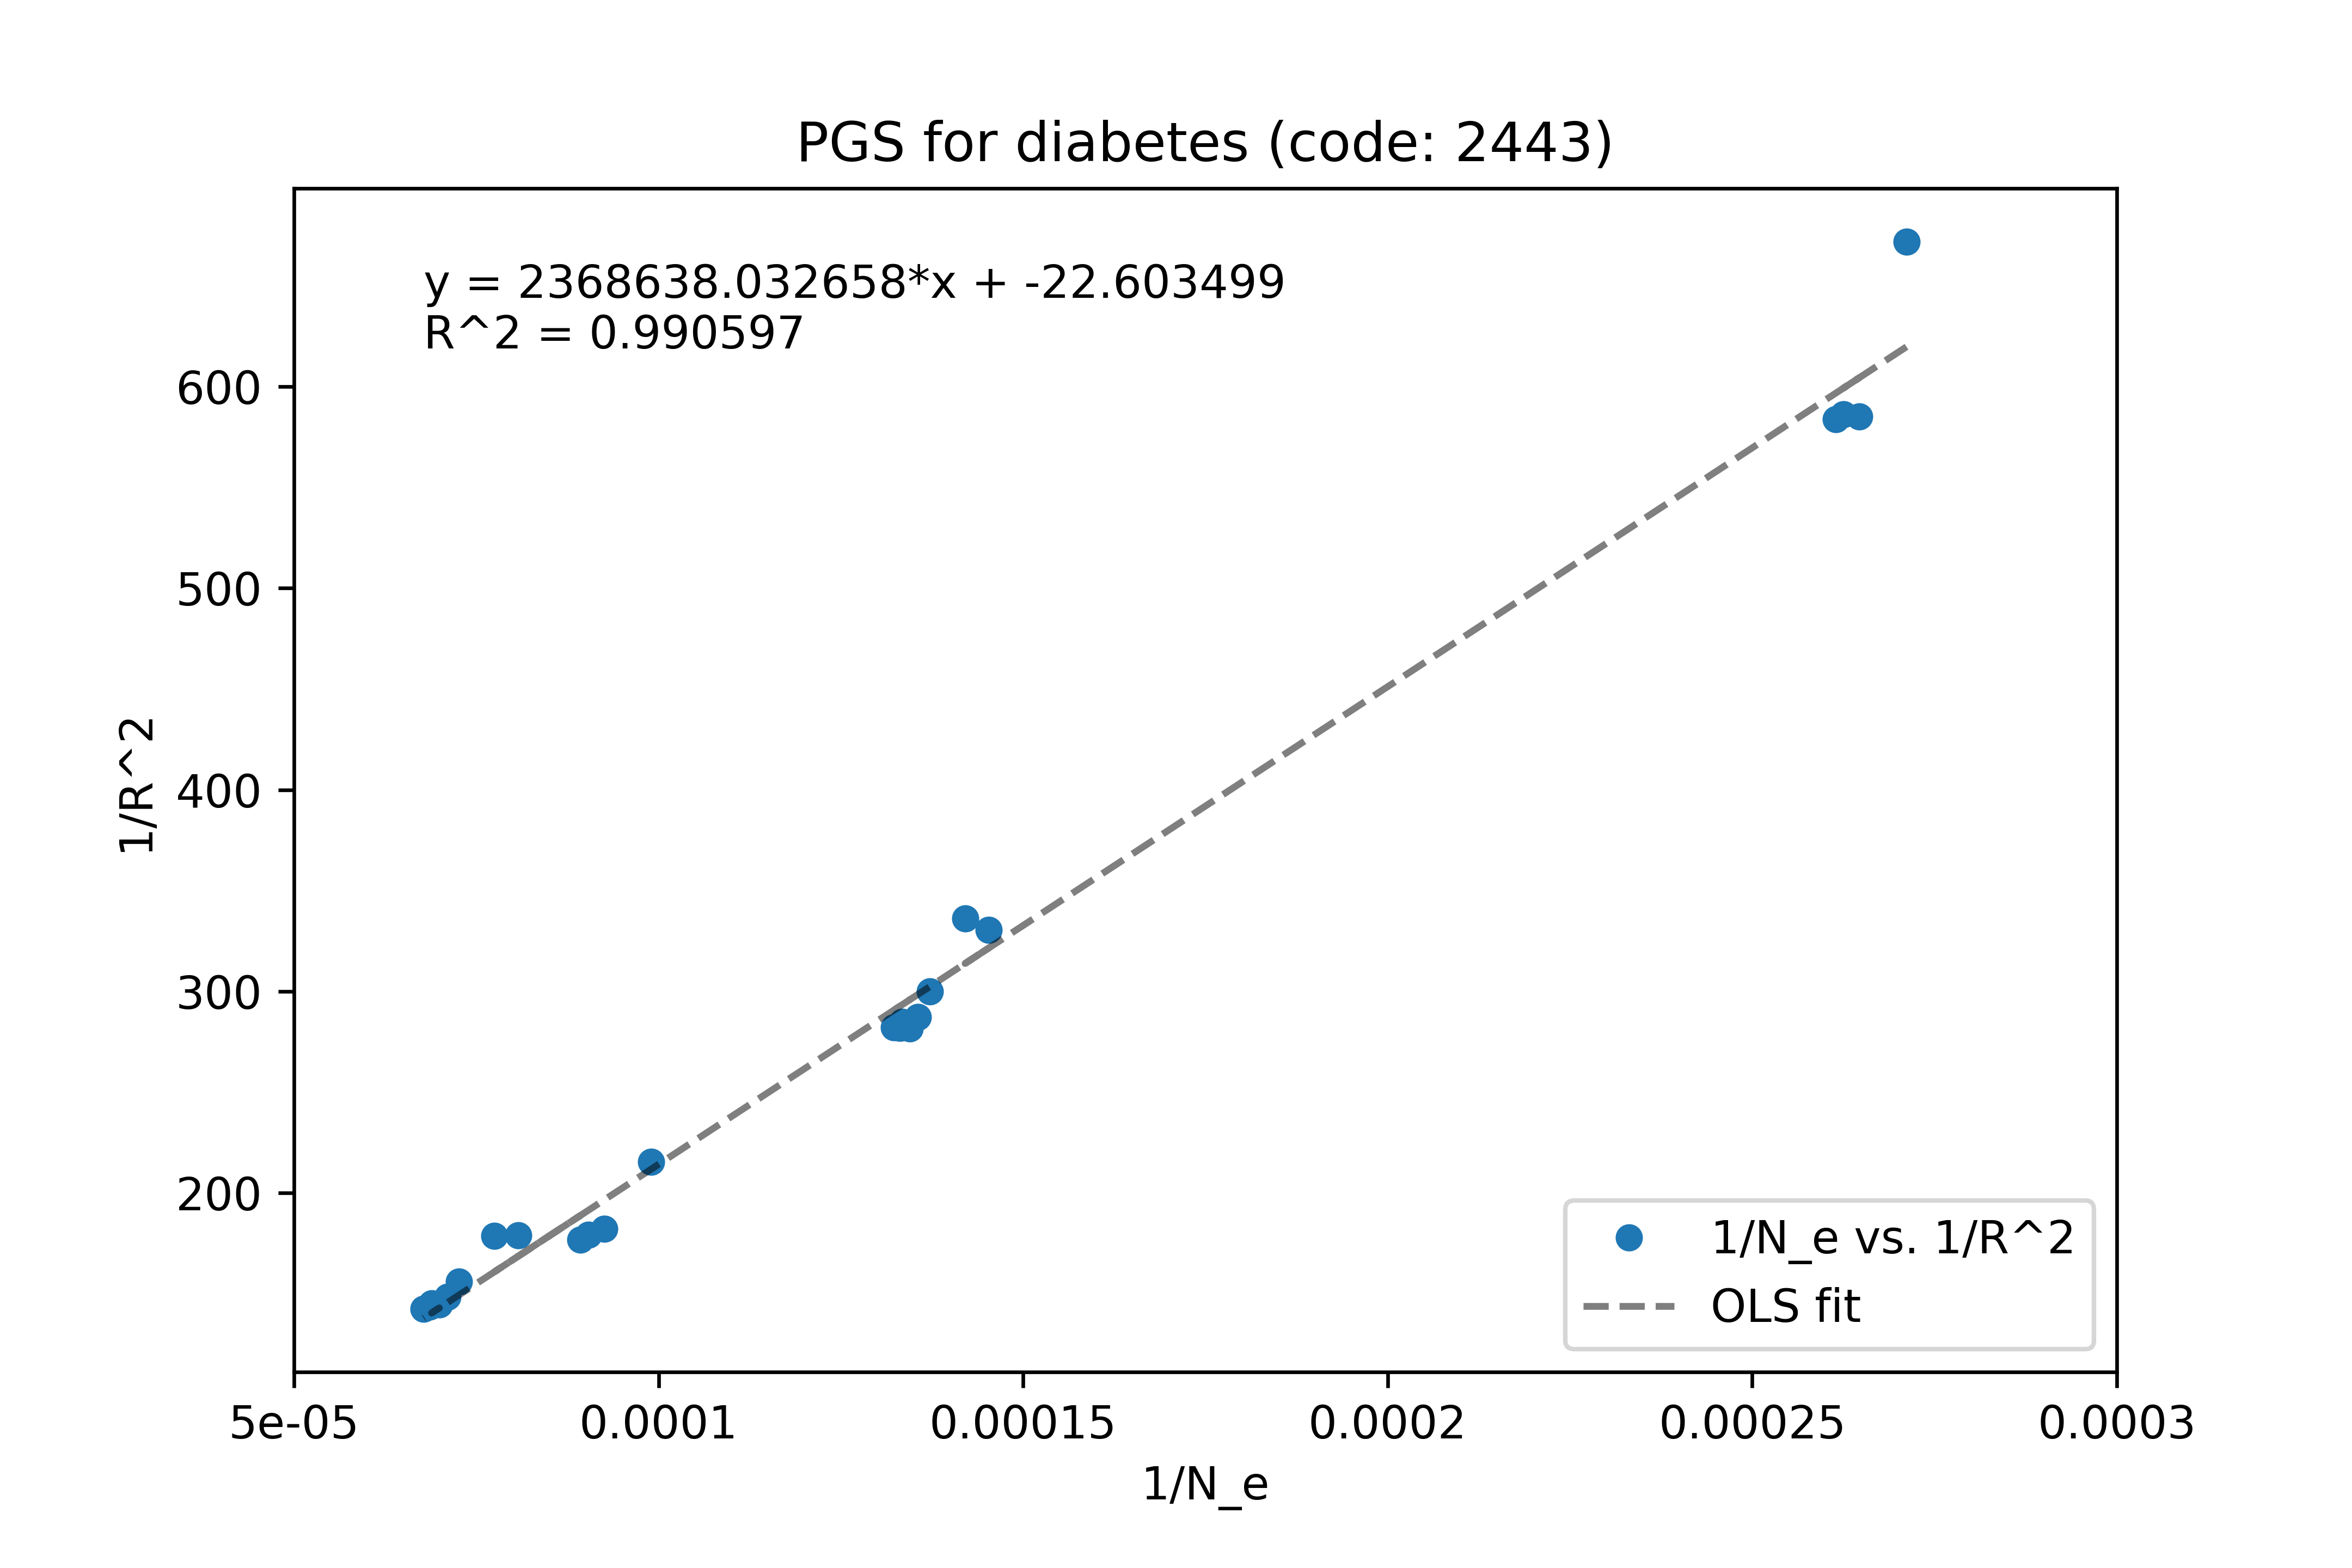 PGS for diabetes (code: 2443)
y = 2368638.032658*x + -22.603499
R^2 = 0.990597
600
500
400
300
200
1/R^2
1/N_e vs. 1/R^2
OLS fit
5e-05
0.0001
0.00015
0.0002
0.00025
0.0003
1/N_e